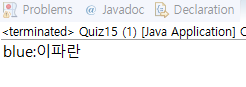 Problems @ Javadoc Declaration
<terminated> Quiz15 (1) [Java Application] C
blue:이파란